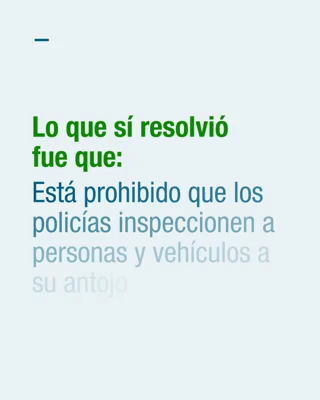 Lo que sí resolvió
fue que:
Está prohibido que los
policías inspeccionen a
personas y vehículos a
su antojo